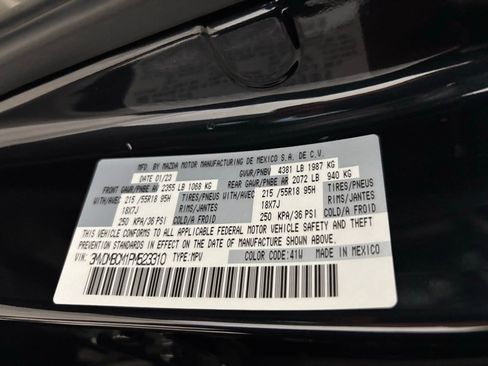 MFD. BY MAZDA MOTOR MANUFACTURING DE MEXICO S.A. DE C.V.
DATE 01/23 GVWR/PNBV 4381 LB 1987 KG
FRONT GAWR/PNBE AV 2355 LB 1068 KG REAR GAWR/PNBE AR 2072 LB 940 KG
WITH/AVEC 215 /55R18 95H TIRES/PNEUS WITH/AVEC 215 /55R18 95H TIRES/PNEUS
18X7J RIMS/JANTES 18X7J RIMS/JANTES
250 KPA/36 PSI COLD/A FROID 250 KPA/36 PSI COLD/A FROID
THIS VEHICLE CONFORMS TO ALL APPLICABLE FEDERAL MOTOR VEHICLE SAFETY AND THEFT
PREVENTION STANDARDS IN EFFECT ON THE DATE OF MANUFACTURE SHOWN ABOVE.
VIN: TYPE: MPV
COLOR CODE: 41W MADE IN MEXICO